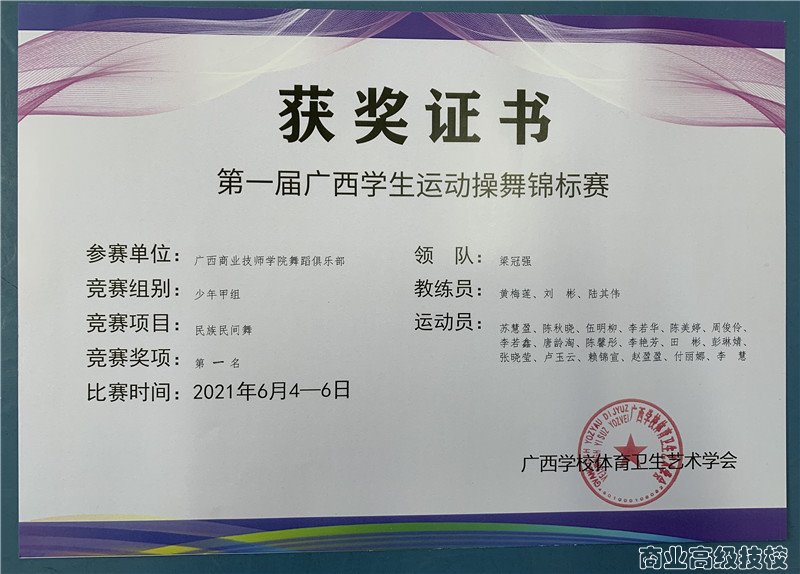 获奖证书
第一届广西学生运动操舞锦标赛
参赛单位：广西商业技师学院舞蹈俱乐部
竞赛组别：少年甲组
竞赛项目：民族民间舞
竞赛奖项：第 一 名
比赛时间：2021年6月4—6日
领　队：梁冠强
教练员：黄梅莲、刘　彬、陆其伟
运动员：苏慧盈、陈秋晓、伍明柳、李若华、陈美婷、周俊伶、
李若鑫、唐龄淘、陈馨彤、李艳芳、田　彬、彭琳婧、
张晓莹、卢玉云、赖锦宜、赵盈盈、付丽娜、李　慧
广西学校体育卫生艺术学会
商业高级技校